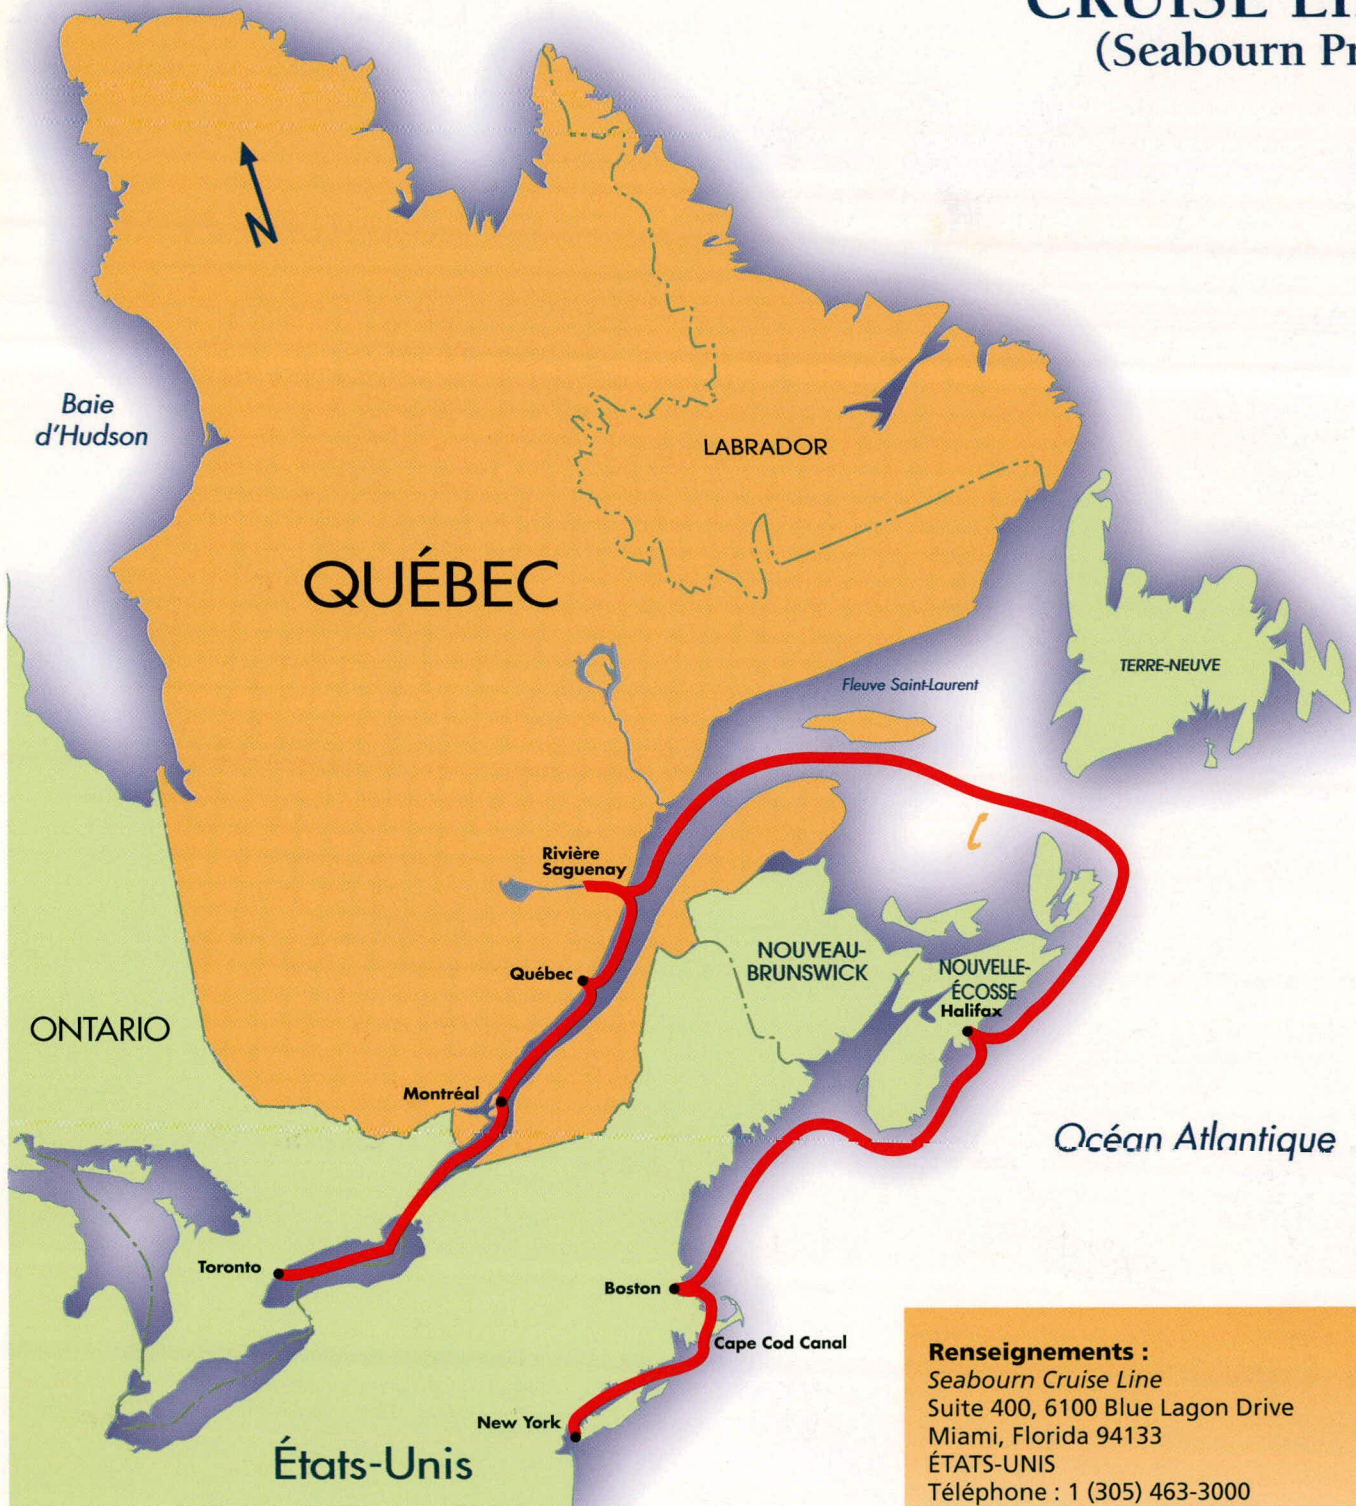 CRUISE LI
(Seabourn Pr
N
Baie
d'Hudson
LABRADOR
QUÉBEC
TERRE-NEUVE
Fleuve Saint-Laurent
Rivière
Saguenay
NOUVEAU-
BRUNSWICK
NOUVELLE-
ÉCOSSE
Québec
Halifax
ONTARIO
Montréal
Océan Atlantique
Toronto
Boston
Cape Cod Canal
New York
États-Unis
Renseignements :
Seabourn Cruise Line
Suite 400, 6100 Blue Lagon Drive
Miami, Florida 94133
ÉTATS-UNIS
Téléphone : 1 (305) 463-3000